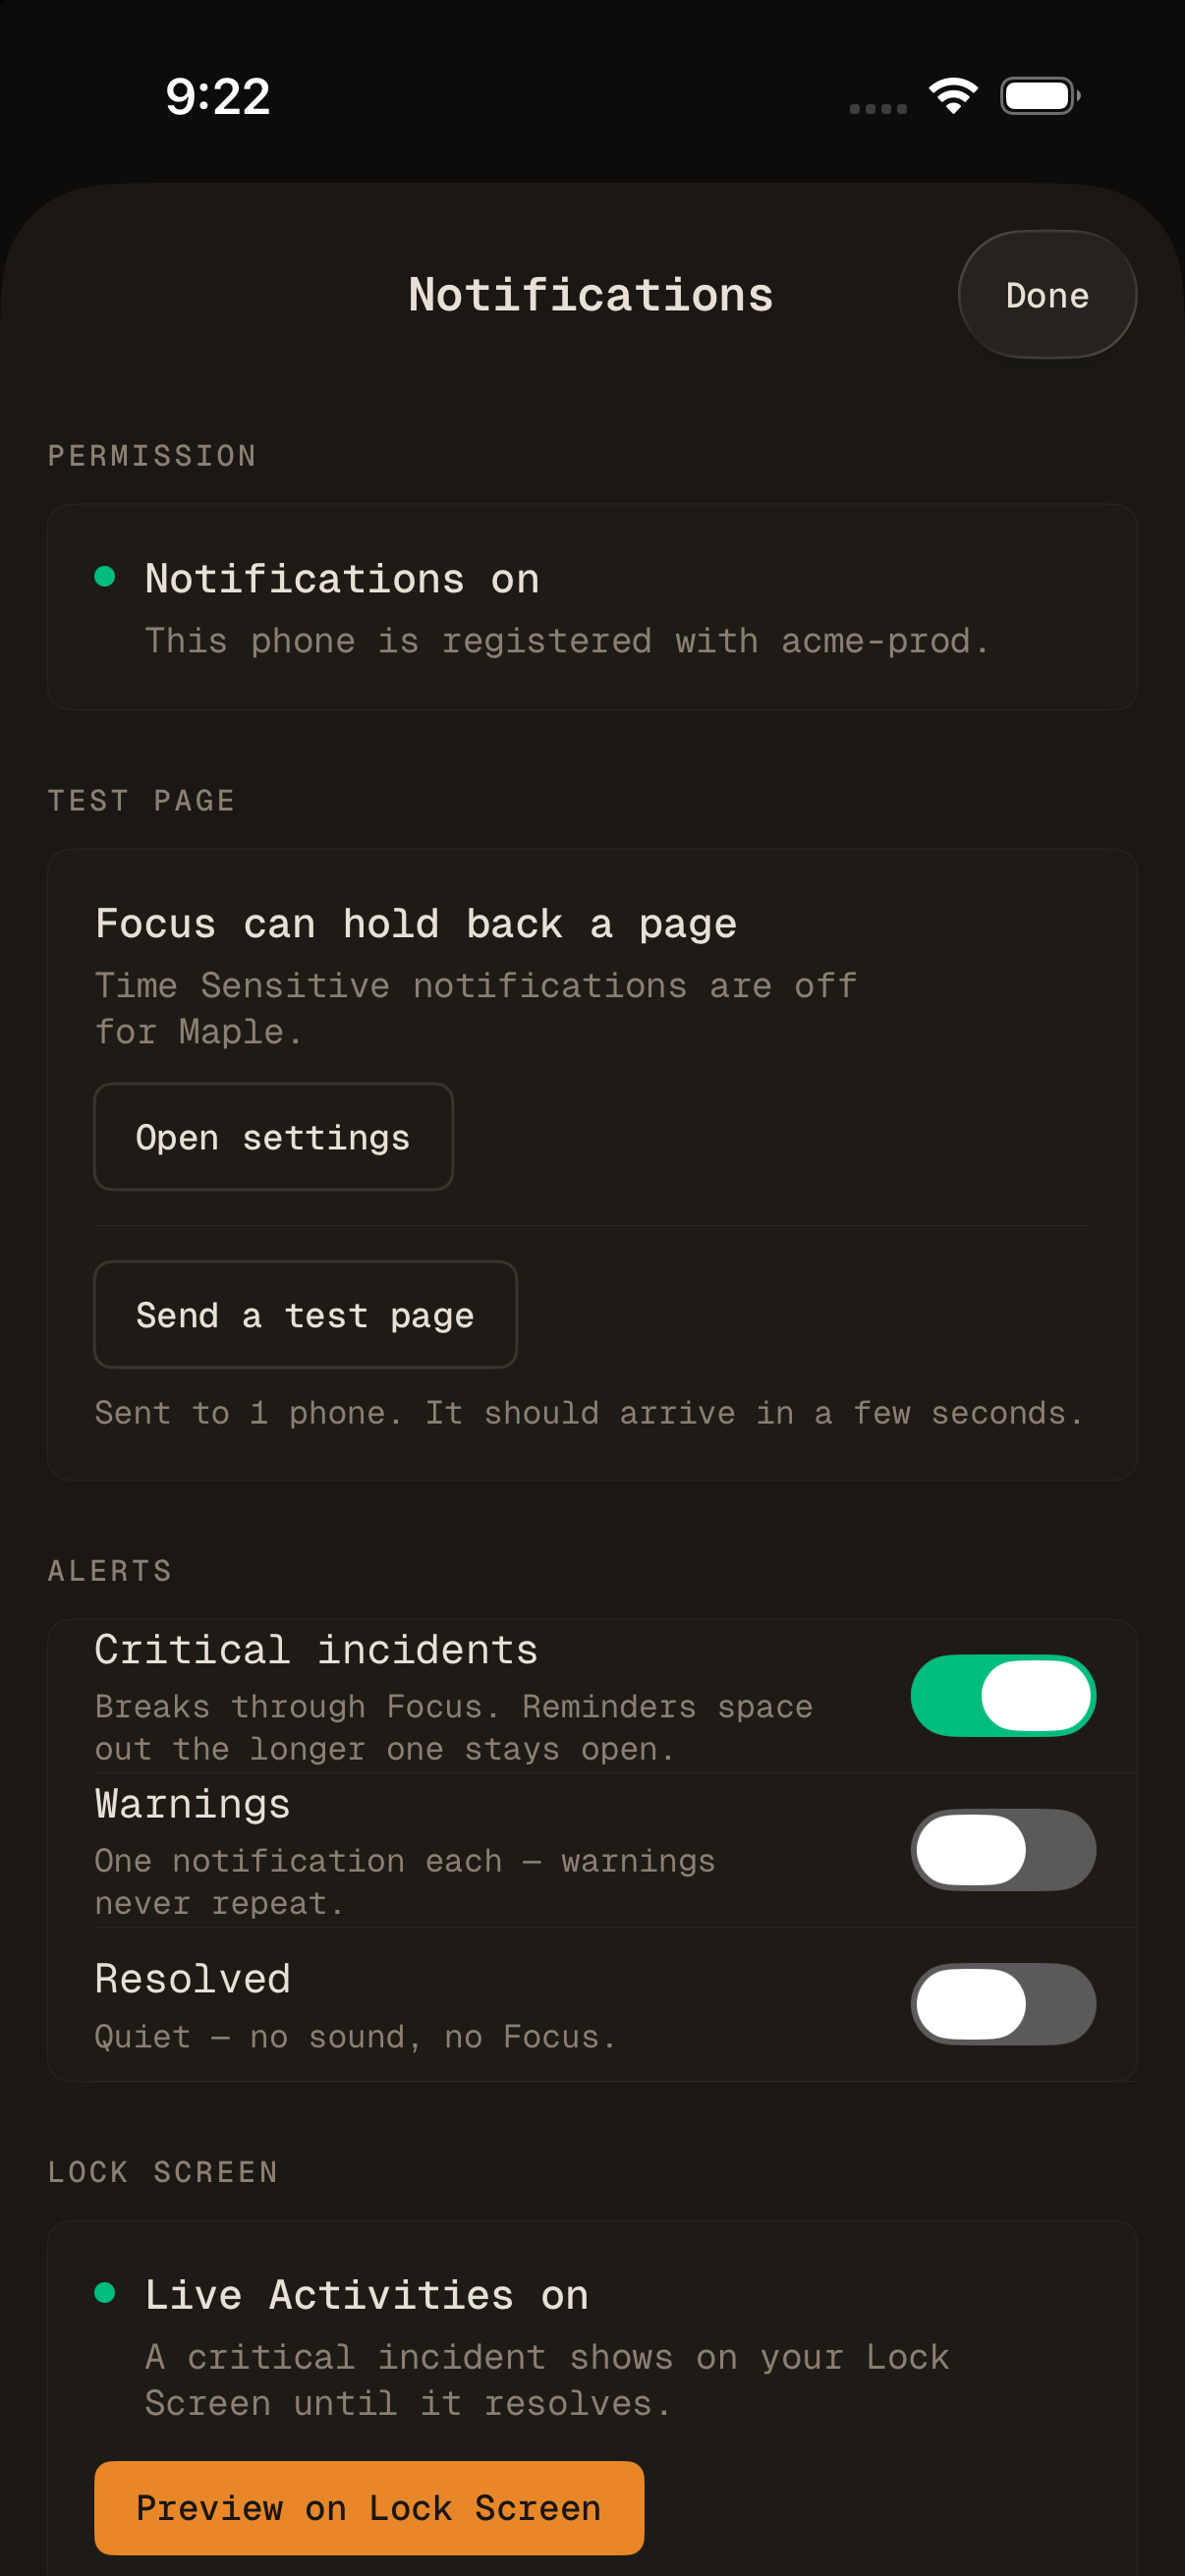 9:22
Notifications
Done
PERMISSION
Notifications on
This phone is registered with acme-prod.
TEST PAGE
Focus can hold back a page
Time Sensitive notifications are off
for Maple.
Open settings
Send a test page
Sent to 1 phone. It should arrive in a few seconds.
ALERTS
Critical incidents
Breaks through Focus. Reminders space
out the longer one stays open.
Warnings
One notification each — warnings
never repeat.
Resolved
Quiet — no sound, no Focus.
LOCK SCREEN
Live Activities on
A critical incident shows on your Lock
Screen until it resolves.
Preview on Lock Screen